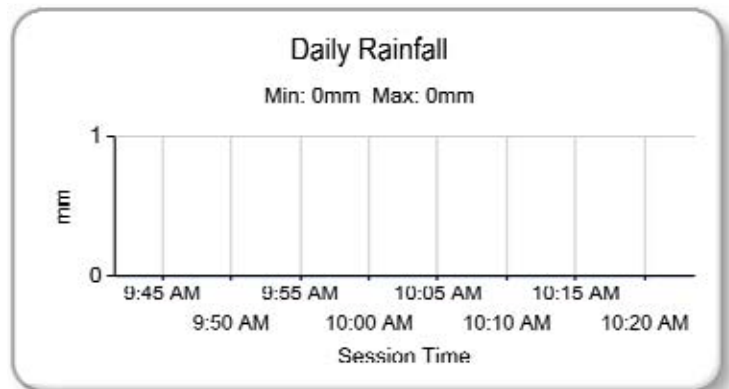 Daily Rainfall
Min: 0mm Max: 0mm
1
mm
0
9:45 AM 9:55 AM 10:05 AM 10:15 AM
9:50 AM 10:00 AM 10:10 AM 10:20 AM
Session Time